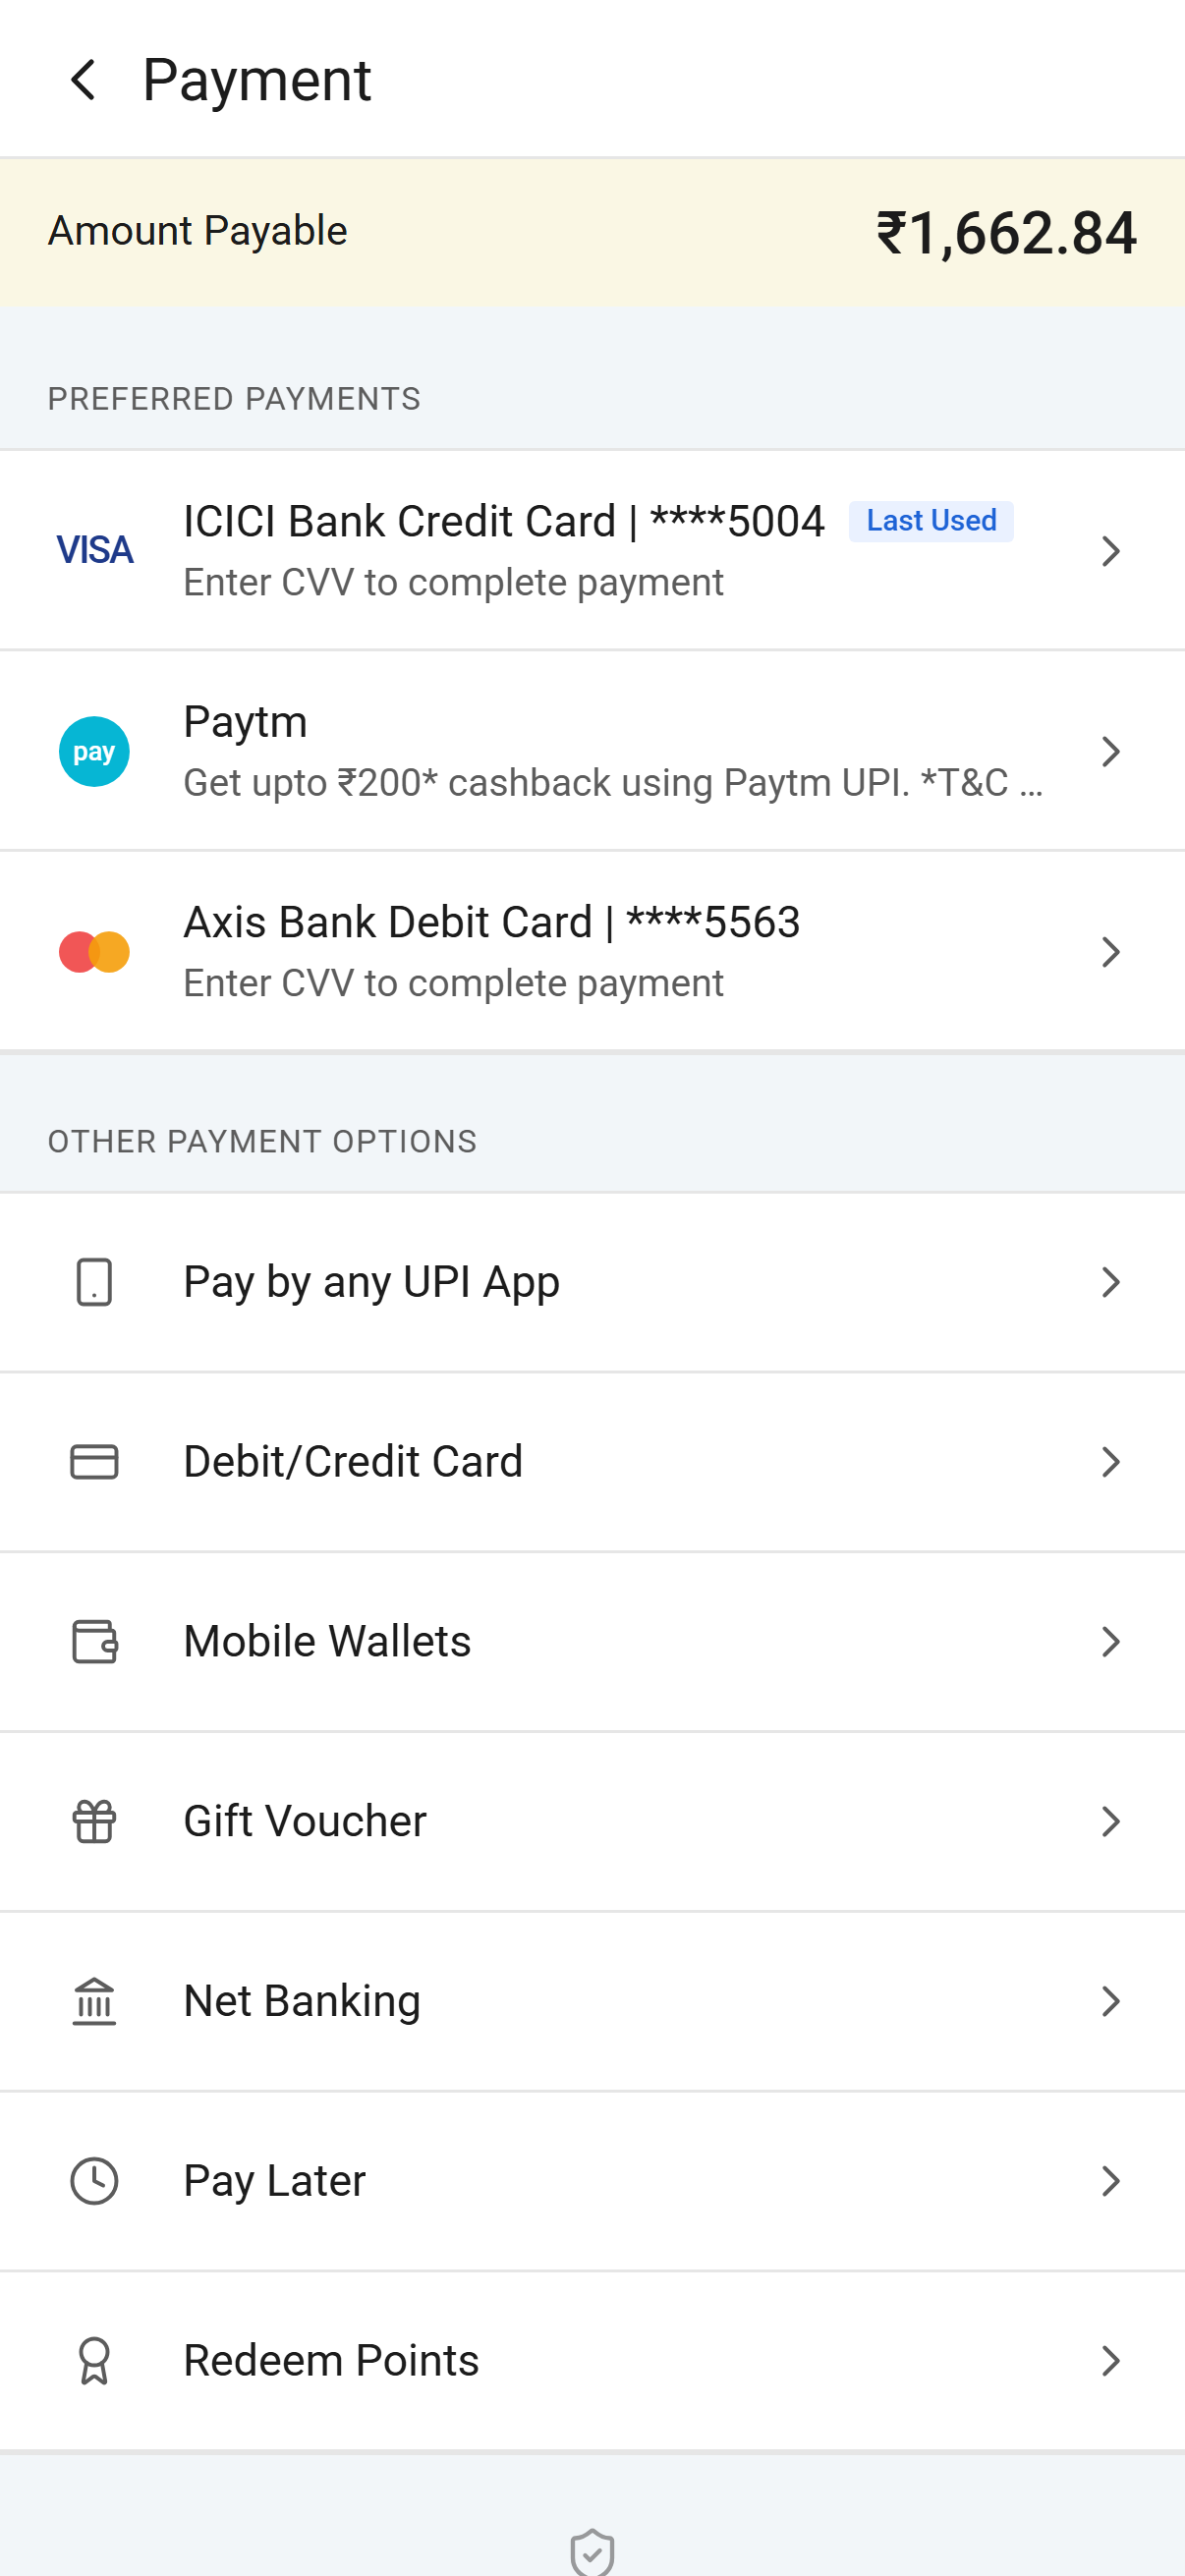 Payment
Amount Payable
₹1,662.84
PREFERRED PAYMENTS
VISA
ICICI Bank Credit Card | ****5004
Last Used
Enter CVV to complete payment
pay
Paytm
Get upto ₹200* cashback using Paytm UPI. *T&C ...
Axis Bank Debit Card | ****5563
Enter CVV to complete payment
OTHER PAYMENT OPTIONS
Pay by any UPI App
Debit/Credit Card
Mobile Wallets
Gift Voucher
Net Banking
Pay Later
Redeem Points